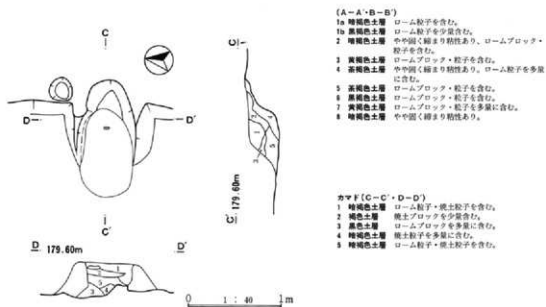 C
D
D'
C'
C
C'
179.60m
D 179.60m D'
0 1 : 40 1m
(A-A'・B-B')
1a 暗褐色土層 ローム粒子を含む。
1b 黒褐色土層 ローム粒子を少量含む。
2 暗褐色土層 やや固く締まり粘性あり、ロームブロック・
粒子を含む。
3 黄褐色土層 ロームブロック・粒子を含む。
4 茶褐色土層 やや固く締まり粘性あり、ローム粒子を多量
に含む。
5 茶褐色土層 ロームブロック・粒子を含む。
6 黒褐色土層 ロームブロック・粒子を含む。
7 黄褐色土層 ロームブロック・粒子を多量に含む。
8 暗褐色土層 やや固く締まり粘性あり。
カマド(C-C'・D-D')
1 暗褐色土層 ローム粒子・焼土粒子を含む。
2 褐色土層 焼土ブロックを少量含む。
3 黒色土層 ロームブロックを多量に含む。
4 暗褐色土層 焼土粒子を多量に含む。
5 暗褐色土層 ローム粒子・焼土粒子を含む。